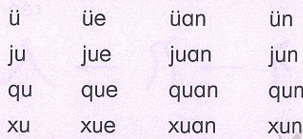 ü üe üan ün
ju jue juan jun
qu que quan qun
xu xue xuan xun